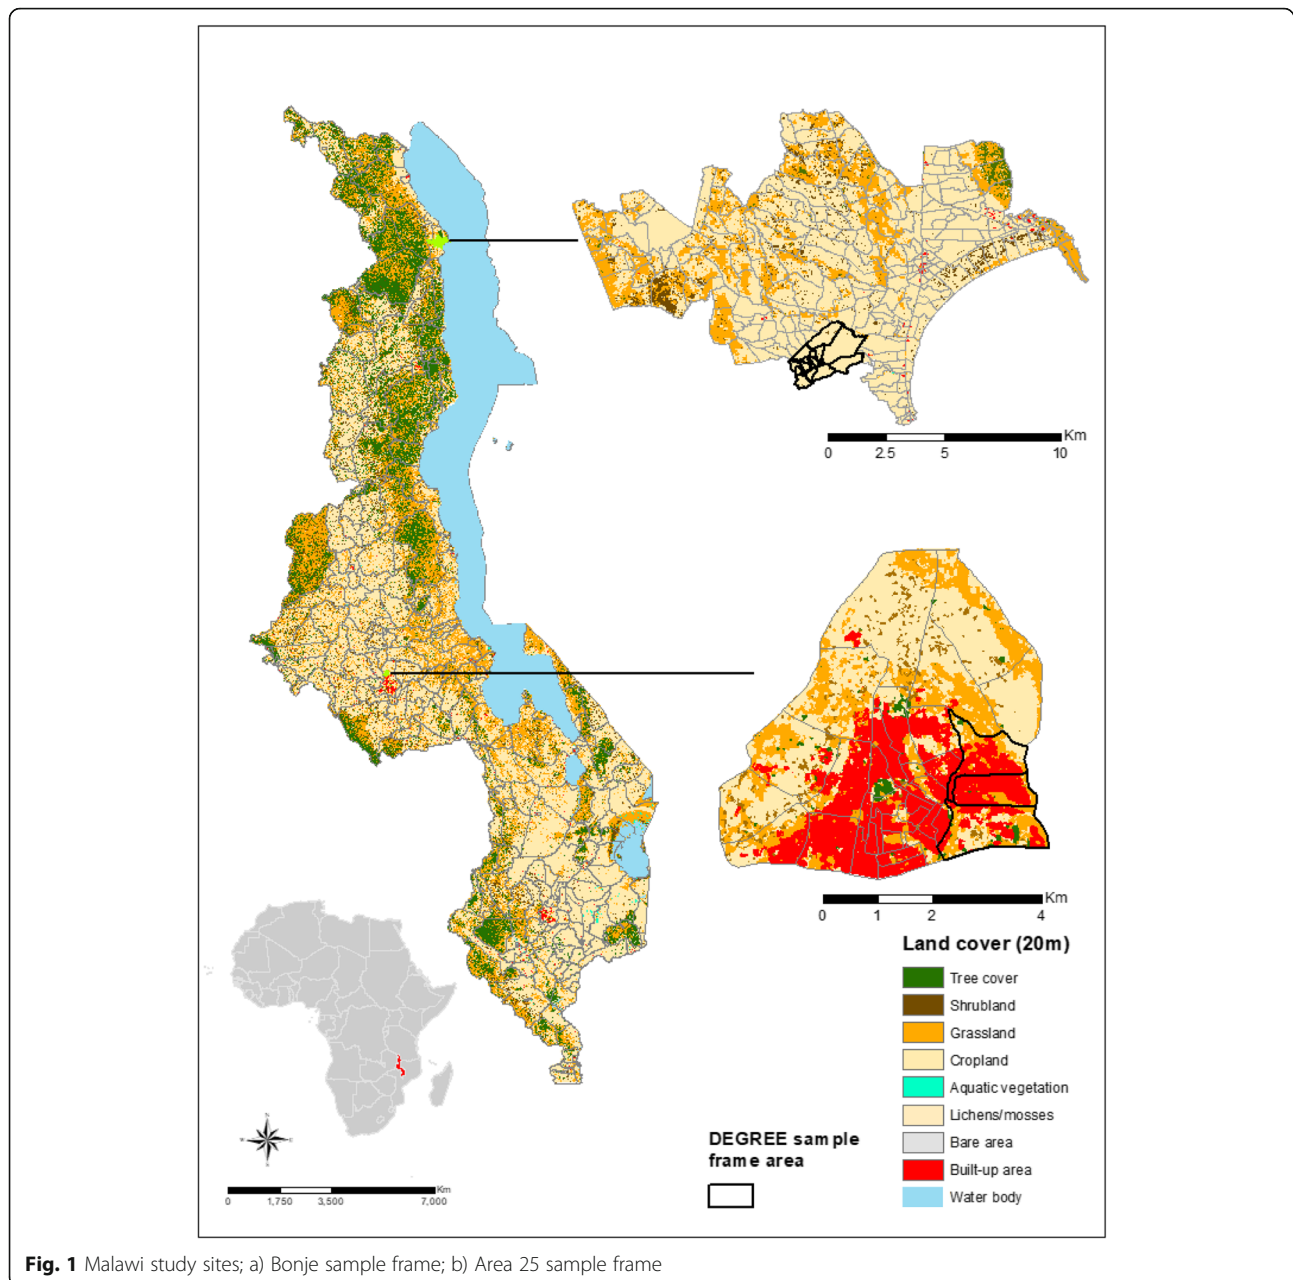 Km
0 2.5 5 10
Km
0 1 2 4
Land cover (20m)
Tree cover
Shrubland
Grassland
Cropland
Aquatic vegetation
Lichens/mosses
Bare area
Built-up area
Water body
DEGREE sample
frame area
N
W E
S
Km
0 1,750 3,500 7,000
Fig. 1 Malawi study sites; a) Bonje sample frame; b) Area 25 sample frame